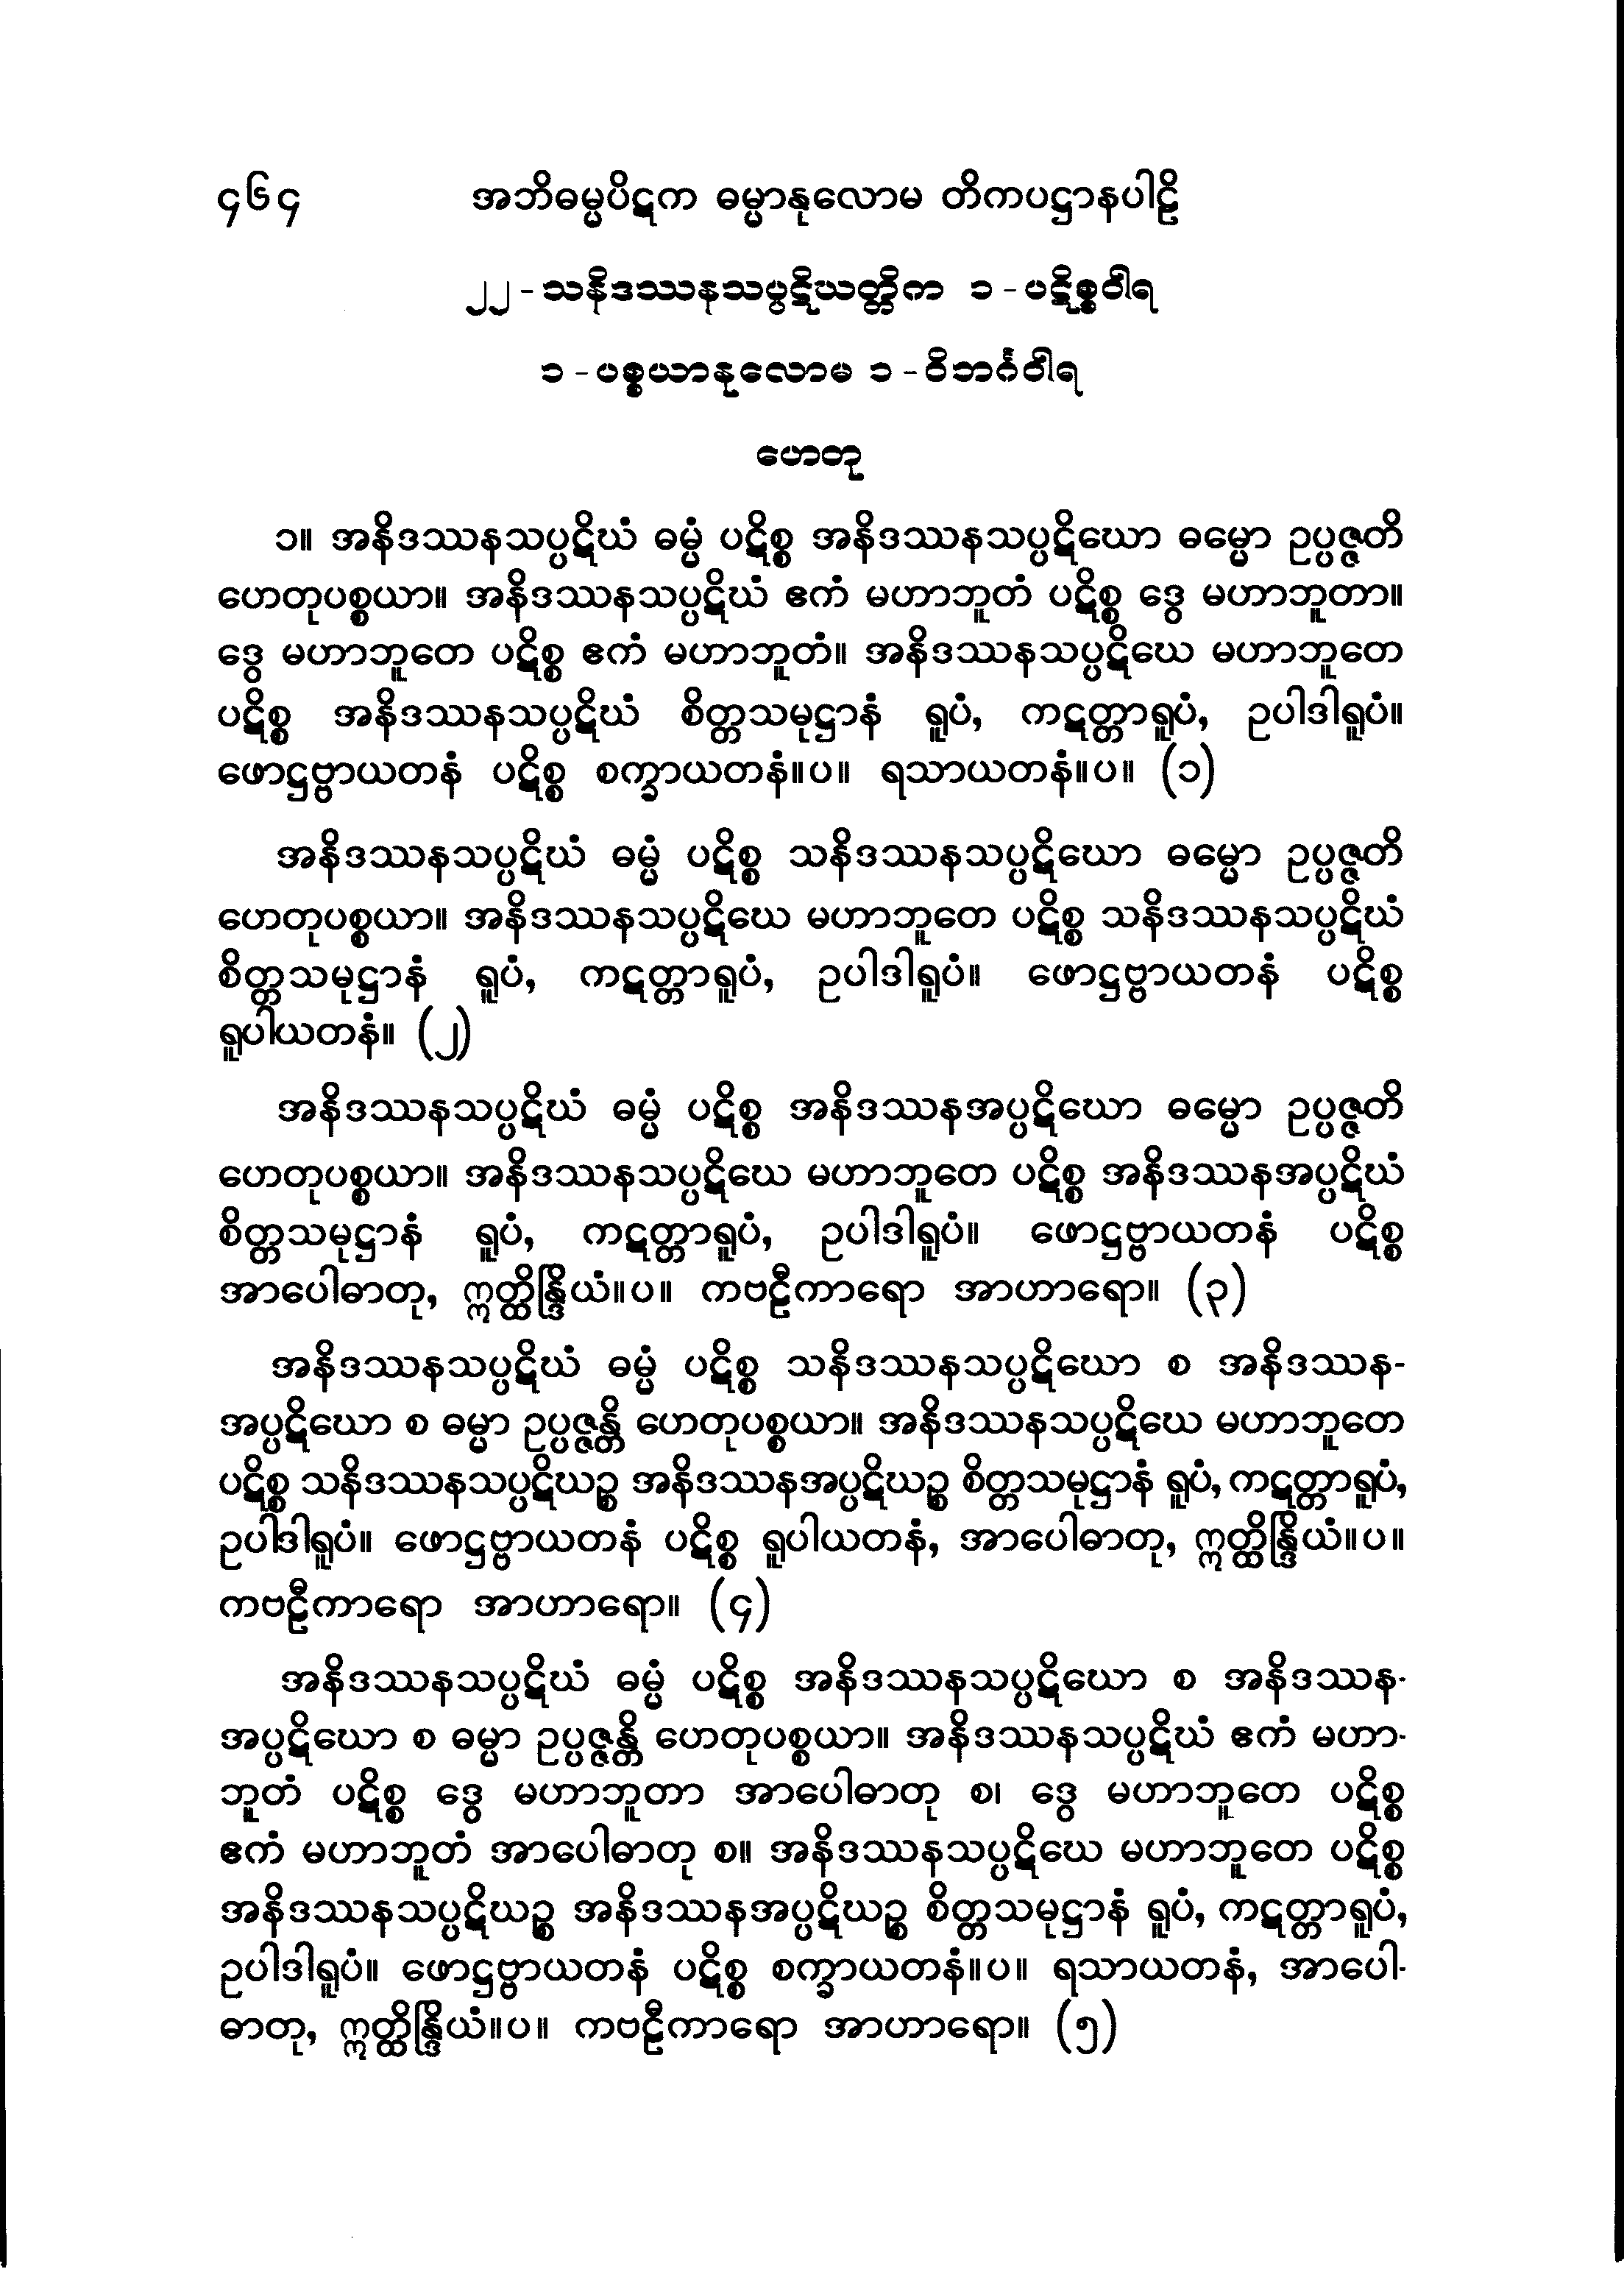 ၄၆၄ အဘိဓမ္မပိဋက ဓမ္မာနုလောမ တိကပဋ္ဌာနပါဠိ
၂၂-သနိဒဿနသပ္ပဋိဃတ္တိက ၁-ပဋိစ္စဝါရ
၁-ပစ္စယာနုလောမ ၁-ဝိဘင်္ဂဝါရ
ဟေတု
၁။ အနိဒဿနသပ္ပဋိဃံ ဓမ္မံ ပဋိစ္စ အနိဒဿနသပ္ပဋိဃော ဓမ္မော ဥပ္ပဇ္ဇတိ
ဟေတုပစ္စယာ။ အနိဒဿနသပ္ပဋိဃံ ဧကံ မဟာဘူတံ ပဋိစ္စ ဒွေ မဟာဘူတာ။
ဒွေ မဟာဘူတေ ပဋိစ္စ ဧကံ မဟာဘူတံ။ အနိဒဿနသပ္ပဋိဃေ မဟာဘူတေ
ပဋိစ္စ အနိဒဿနသပ္ပဋိဃံ စိတ္တသမုဋ္ဌာနံ ရူပံ, ကဋတ္တာရူပံ, ဥပါဒါရူပံ။
ဖောဋ္ဌဗ္ဗာယတနံ ပဋိစ္စ စက္ခာယတနံ။ပ။ ရသာယတနံ။ပ။ (၁)
အနိဒဿနသပ္ပဋိဃံ ဓမ္မံ ပဋိစ္စ သနိဒဿနသပ္ပဋိဃော ဓမ္မော ဥပ္ပဇ္ဇတိ
ဟေတုပစ္စယာ။ အနိဒဿနသပ္ပဋိဃေ မဟာဘူတေ ပဋိစ္စ သနိဒဿနသပ္ပဋိဃံ
စိတ္တသမုဋ္ဌာနံ ရူပံ, ကဋတ္တာရူပံ, ဥပါဒါရူပံ။ ဖောဋ္ဌဗ္ဗာယတနံ ပဋိစ္စ
ရူပါယတနံ။ (၂)
အနိဒဿနသပ္ပဋိဃံ ဓမ္မံ ပဋိစ္စ အနိဒဿနအပ္ပဋိဃော ဓမ္မော ဥပ္ပဇ္ဇတိ
ဟေတုပစ္စယာ။ အနိဒဿနသပ္ပဋိဃေ မဟာဘူတေ ပဋိစ္စ အနိဒဿနအပ္ပဋိဃံ
စိတ္တသမုဋ္ဌာနံ ရူပံ, ကဋတ္တာရူပံ, ဥပါဒါရူပံ။ ဖောဋ္ဌဗ္ဗာယတနံ ပဋိစ္စ
အာပေါဓာတု, ဣတ္ထိန္ဒြိယံ။ပ။ ကဗဠီကာရော အာဟာရော။ (၃)
အနိဒဿနသပ္ပဋိဃံ ဓမ္မံ ပဋိစ္စ သနိဒဿနသပ္ပဋိဃော စ အနိဒဿန-
အပ္ပဋိဃော စ ဓမ္မာ ဥပ္ပဇ္ဇန္တိ ဟေတုပစ္စယာ။ အနိဒဿနသပ္ပဋိဃေ မဟာဘူတေ
ပဋိစ္စ သနိဒဿနသပ္ပဋိဃဉ္စ အနိဒဿနအပ္ပဋိဃဉ္စ စိတ္တသမုဋ္ဌာနံ ရူပံ, ကဋတ္တာရူပံ,
ဥပါဒါရူပံ။ ဖောဋ္ဌဗ္ဗာယတနံ ပဋိစ္စ ရူပါယတနံ, အာပေါဓာတု, ဣတ္ထိန္ဒြိယံ။ပ။
ကဗဠီကာရော အာဟာရော။ (၄)
အနိဒဿနသပ္ပဋိဃံ ဓမ္မံ ပဋိစ္စ အနိဒဿနသပ္ပဋိဃော စ အနိဒဿန-
အပ္ပဋိဃော စ ဓမ္မာ ဥပ္ပဇ္ဇန္တိ ဟေတုပစ္စယာ။ အနိဒဿနသပ္ပဋိဃံ ဧကံ မဟာ-
ဘူတံ ပဋိစ္စ ဒွေ မဟာဘူတာ အာပေါဓာတု စ၊ ဒွေ မဟာဘူတေ ပဋိစ္စ
ဧကံ မဟာဘူတံ အာပေါဓာတု စ။ အနိဒဿနသပ္ပဋိဃေ မဟာဘူတေ ပဋိစ္စ
အနိဒဿနသပ္ပဋိဃဉ္စ အနိဒဿနအပ္ပဋိဃဉ္စ စိတ္တသမုဋ္ဌာနံ ရူပံ, ကဋတ္တာရူပံ,
ဥပါဒါရူပံ။ ဖောဋ္ဌဗ္ဗာယတနံ ပဋိစ္စ စက္ခာယတနံ။ပ။ ရသာယတနံ, အာပေါ-
ဓာတု, ဣတ္ထိန္ဒြိယံ။ပ။ ကဗဠီကာရော အာဟာရော။ (၅)